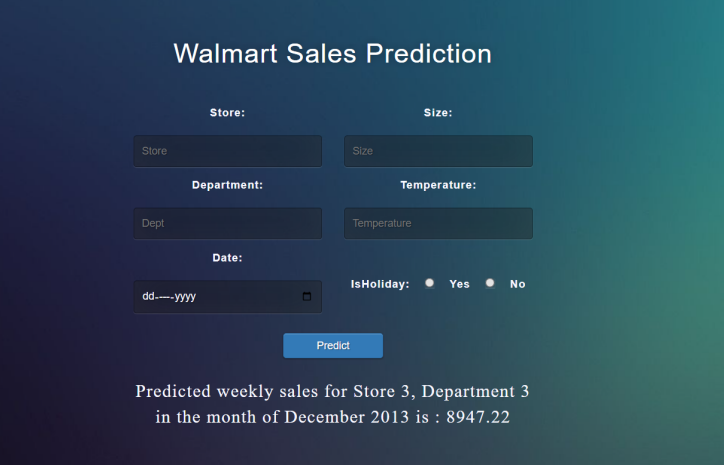 Walmart Sales Prediction
Store: Size:
Store Size
Department: Temperature:
Dept Temperature
Date:
IsHoliday: Yes No
dd-----yyyy
Predict
Predicted weekly sales for Store 3, Department 3
in the month of December 2013 is : 8947.22